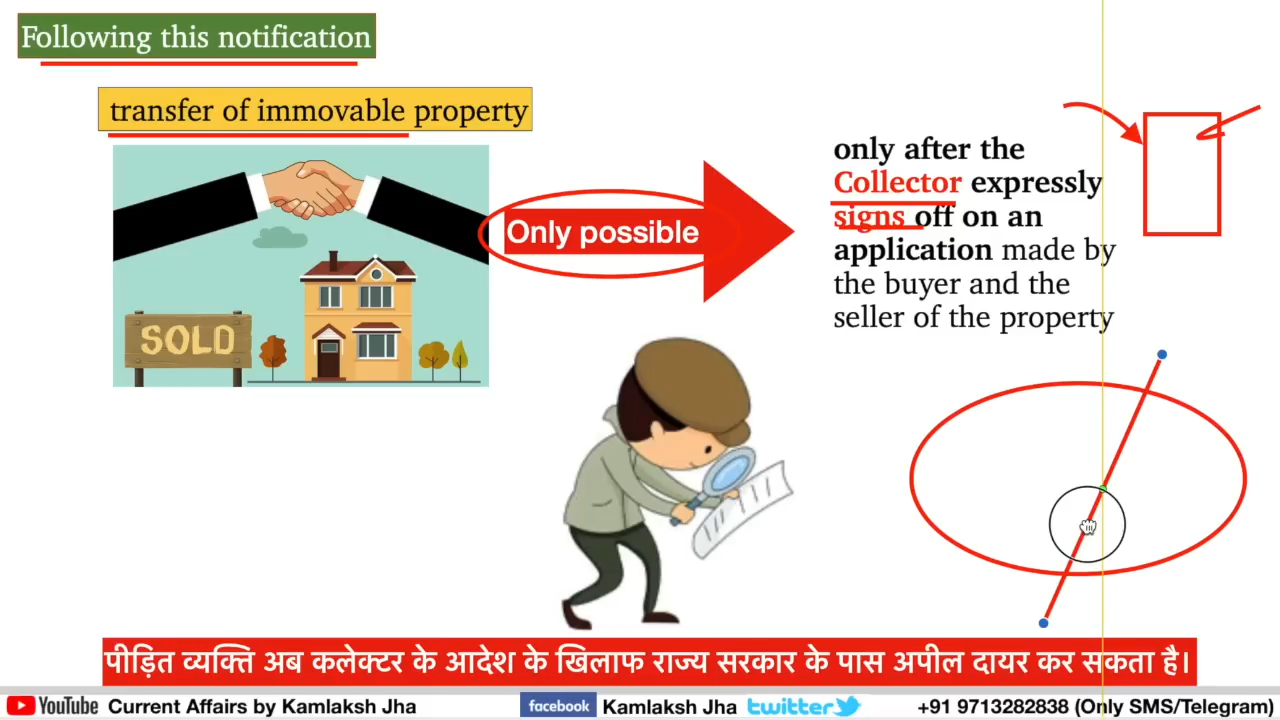 Following this notification
transfer of immovable property
only after the
Collector expressly
signs off on an
application made by
the buyer and the
seller of the property
Only possible
SOLD
पीड़ित व्यक्ति अब कलेक्टर के आदेश के खिलाफ राज्य सरकार के पास अपील दायर कर सकता है।
YouTube Current Affairs by Kamlaksh Jha facebook Kamlaksh Jha twitter +91 9713282838 (Only SMS/Telegram)